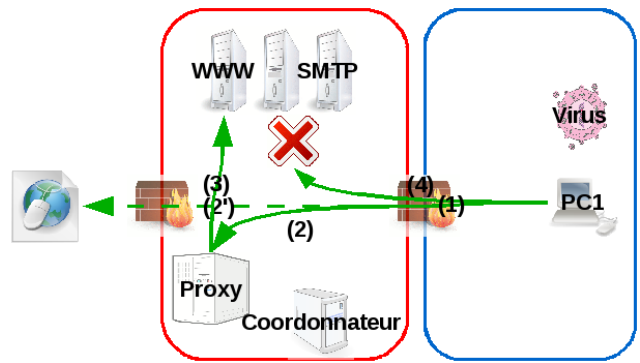 WWW
SMTP
Virus
(3)
(4)
(2')
(1)
PC1
(2)
Proxy
Coordonnateur